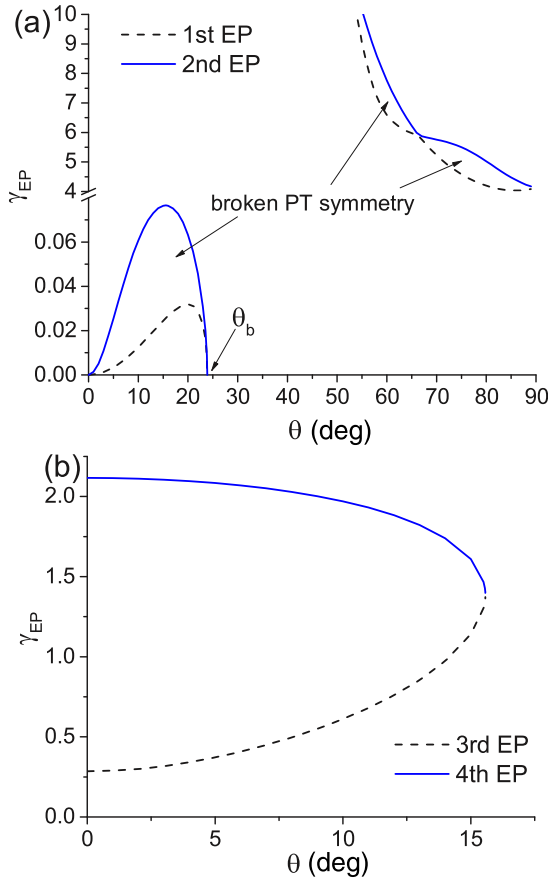 (a)
10
9
8
7
6
5
4
0.06
0.04
0.02
0.00
γEP
1st EP
2nd EP
broken PT symmetry
θb
0 10 20 30 40 50 60 70 80 90
θ (deg)
(b)
2.0
1.5
1.0
0.5
0.0
γEP
3rd EP
4th EP
0 5 10 15
θ (deg)